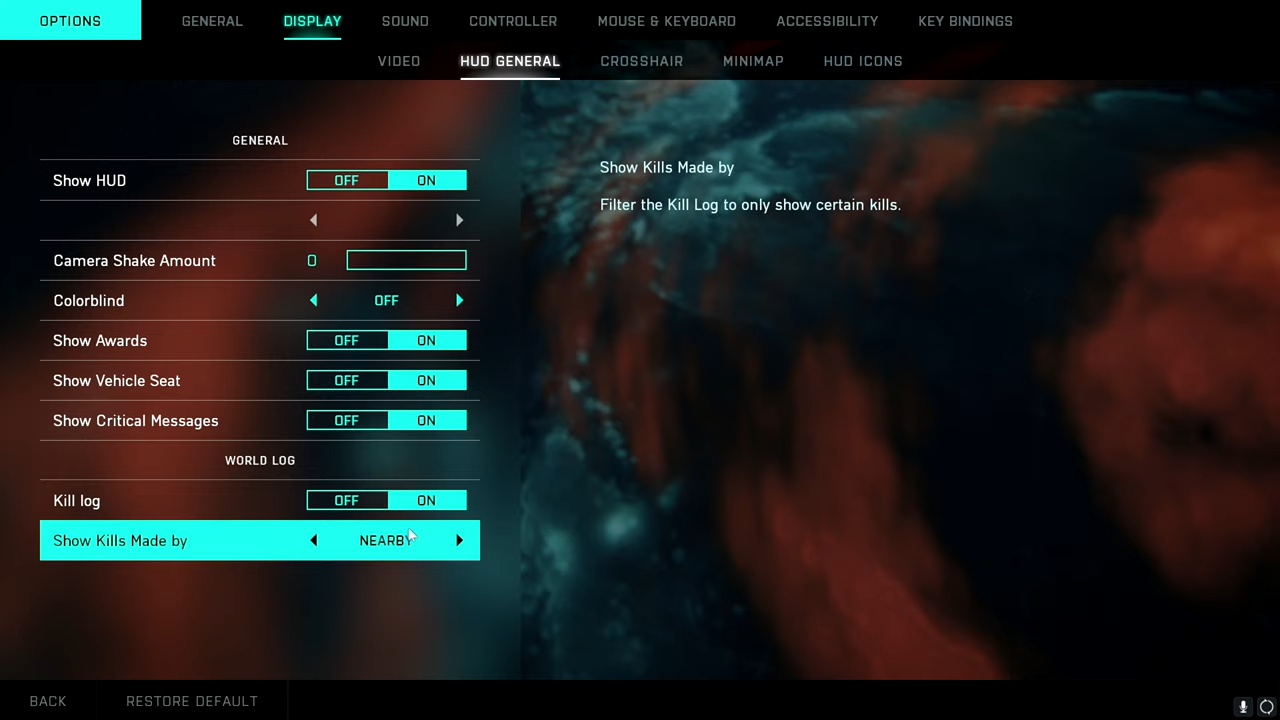 OPTIONS GENERAL DISPLAY SOUND CONTROLLER MOUSE & KEYBOARD ACCESSIBILITY KEY BINDINGS
VIDEO HUD GENERAL CROSSHAIR MINIMAP HUD ICONS
GENERAL
Show HUD OFF ON
Camera Shake Amount 0
Colorblind OFF
Show Awards OFF ON
Show Vehicle Seat OFF ON
Show Critical Messages OFF ON
WORLD LOG
Kill log OFF ON
Show Kills Made by NEARBY
Show Kills Made by
Filter the Kill Log to only show certain kills.
BACK RESTORE DEFAULT